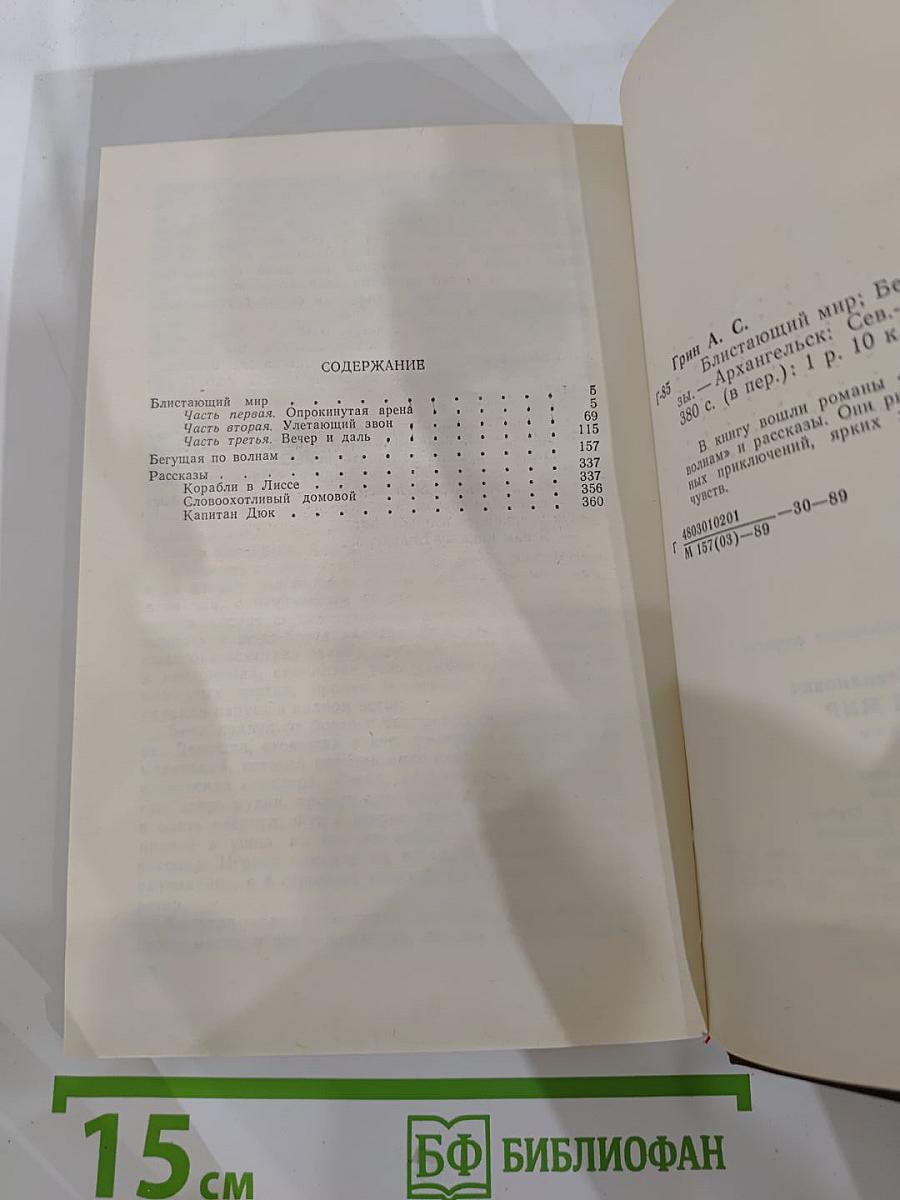 СОДЕРЖАНИЕ
Блистающий мир . . . . . . . . . . . . 5
Часть первая. Опрокинутая арена . . . . . . . 5
Часть вторая. Улетающий звон . . . . . . . 69
Часть третья. Вечер и даль . . . . . . . . 115
Бегущая по волнам . . . . . . . . . . . . 157
Рассказы . . . . . . . . . . . . . . 337
Корабли в Лиссе . . . . . . . . . . . 337
Словоохотливый домовой . . . . . . . . . 356
Капитан Дюк . . . . . . . . . . . . 360
Грин А. С.
Г-85 Блистающий мир; Бе
зы.—Архангельск: Сев.-
380 с. (в пер.): 1 р. 10 к.
В книгу вошли романы
волнам» и рассказы. Они
ных приключений, ярких
чувств.
Г 4803010201 —30—89
М 157(03)—89
15 см
БФ БИБЛИОФАН